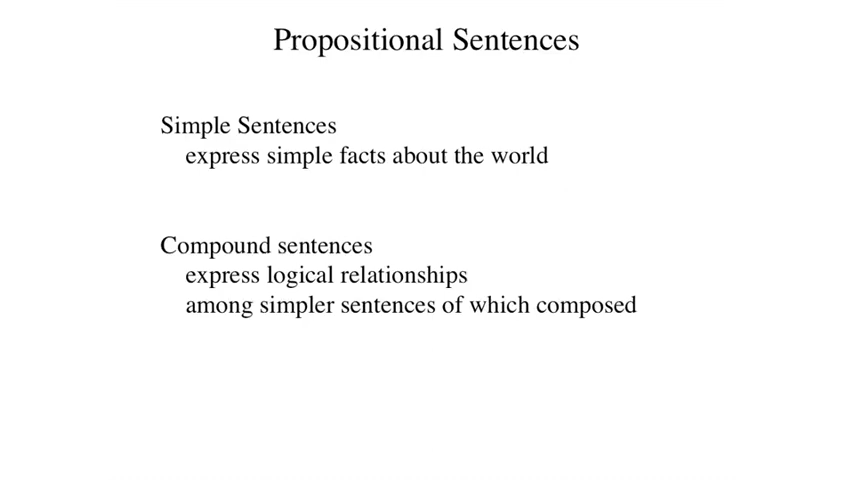 Propositional Sentences
Simple Sentences
express simple facts about the world
Compound sentences
express logical relationships
among simpler sentences of which composed